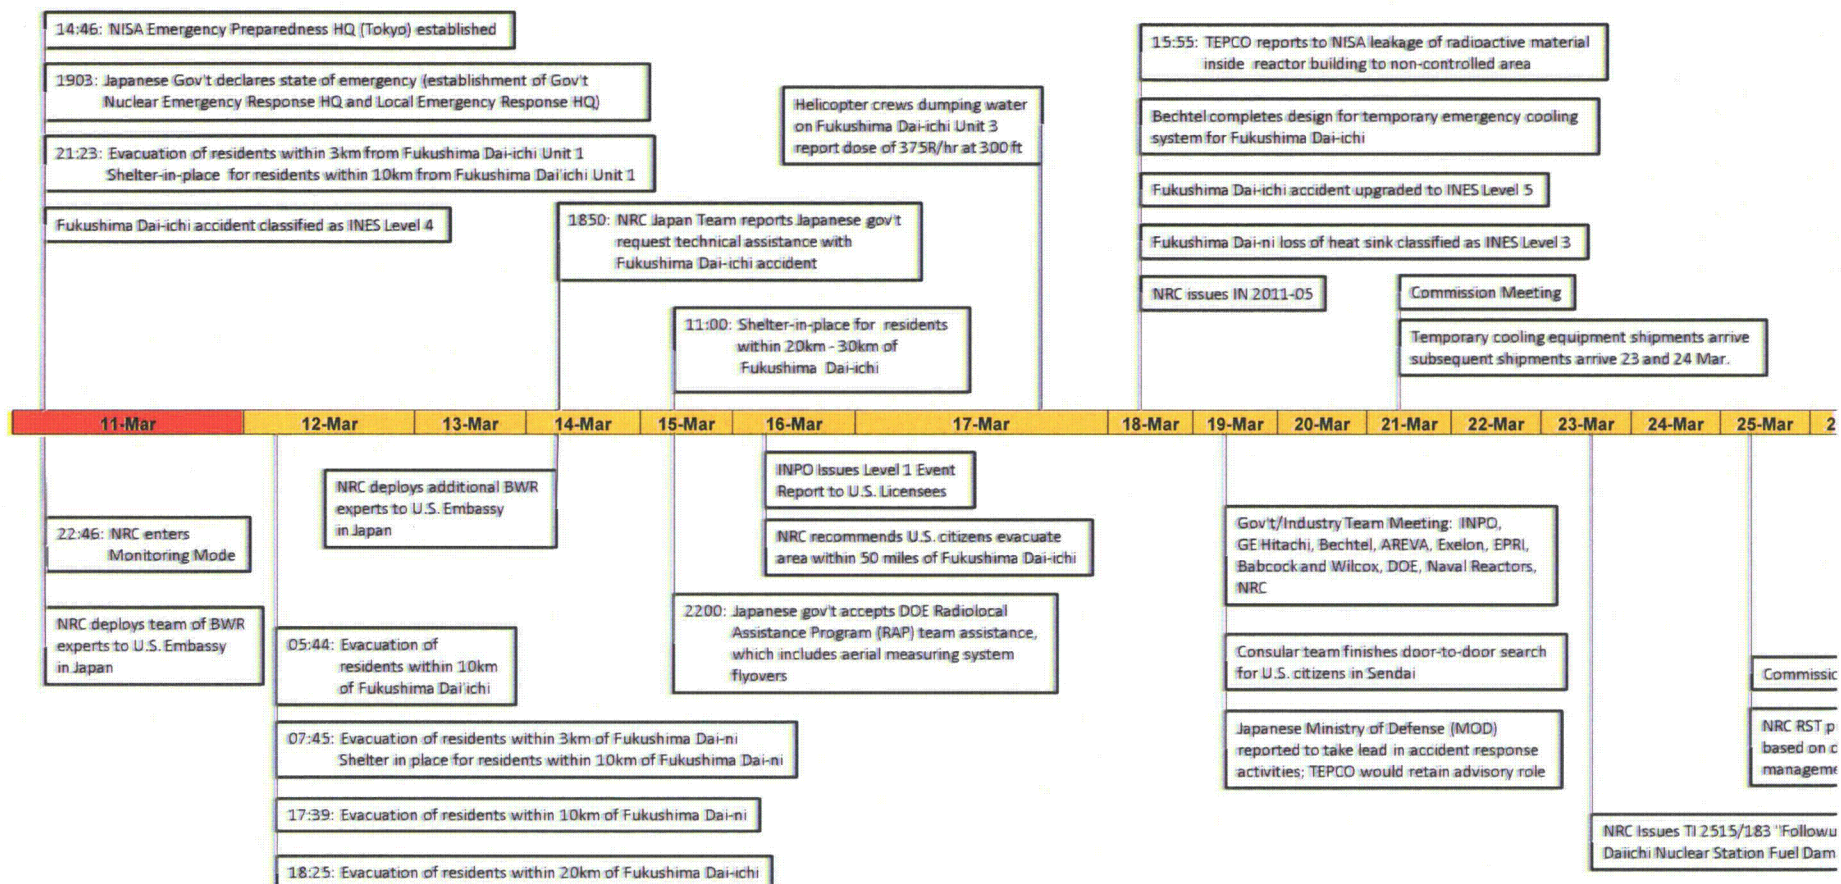 14:46: NISA Emergency Preparedness HQ (Tokyo) established
1903: Japanese Gov't declares state of emergency (establishment of Gov't
Nuclear Emergency Response HQ and Local Emergency Response HQ)
21:23: Evacuation of residents within 3km from Fukushima Dai-ichi Unit 1
Shelter-in-place for residents within 10km from Fukushima Dai'ichi Unit 1
Fukushima Dai-ichi accident classified as INES Level 4
1850: NRC Japan Team reports Japanese gov't
request technical assistance with
Fukushima Dai-ichi accident
11:00: Shelter-in-place for residents
within 20km - 30km of
Fukushima Dai-ichi
Helicopter crews dumping water
on Fukushima Dai-ichi Unit 3
report dose of 375R/hr at 300 ft
15:55: TEPCO reports to NISA leakage of radioactive material
inside reactor building to non-controlled area
Bechtel completes design for temporary emergency cooling
system for Fukushima Dai-ichi
Fukushima Dai-ichi accident upgraded to INES Level 5
Fukushima Dai-ni loss of heat sink classified as INES Level 3
NRC issues IN 2011-05
Commission Meeting
Temporary cooling equipment shipments arrive
subsequent shipments arrive 23 and 24 Mar.
11-Mar 12-Mar 13-Mar 14-Mar 15-Mar 16-Mar 17-Mar 18-Mar 19-Mar 20-Mar 21-Mar 22-Mar 23-Mar 24-Mar 25-Mar 2
22:46: NRC enters
Monitoring Mode
NRC deploys team of BWR
experts to U.S. Embassy
in Japan
NRC deploys additional BWR
experts to U.S. Embassy
in Japan
05:44: Evacuation of
residents within 10km
of Fukushima Dai'ichi
07:45: Evacuation of residents within 3km of Fukushima Dai-ni
Shelter in place for residents within 10km of Fukushima Dai-ni
17:39: Evacuation of residents within 10km of Fukushima Dai-ni
18:25: Evacuation of residents within 20km of Fukushima Dai-ichi
INPO Issues Level 1 Event
Report to U.S. Licensees
NRC recommends U.S. citizens evacuate
area within 50 miles of Fukushima Dai-ichi
2200: Japanese gov't accepts DOE Radiolocal
Assistance Program (RAP) team assistance,
which includes aerial measuring system
flyovers
Gov't/Industry Team Meeting: INPO,
GE Hitachi, Bechtel, AREVA, Exelon, EPRI,
Babcock and Wilcox, DOE, Naval Reactors,
NRC
Consular team finishes door-to-door search
for U.S. citizens in Sendai
Japanese Ministry of Defense (MOD)
reported to take lead in accident response
activities; TEPCO would retain advisory role
Commissic
NRC RST p
based on c
manageme
NRC Issues TI 2515/183 "Followu
Daiichi Nuclear Station Fuel Dam